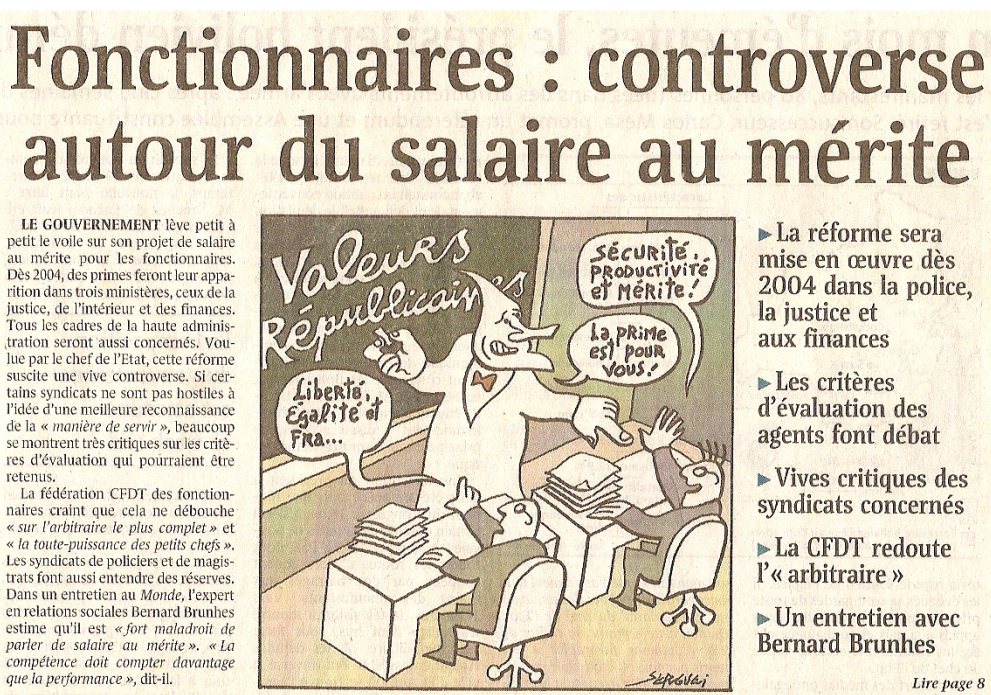 Fonctionnaires : controverse
autour du salaire au mérite
LE GOUVERNEMENT lève petit à
petit le voile sur son projet de salaire
au mérite pour les fonctionnaires.
Dès 2004, des primes feront leur appa-
rition dans trois ministères, ceux de la
justice, de l'intérieur et des finances.
Tous les cadres de la haute adminis-
tration seront aussi concernés. Vou-
lue par le chef de l'Etat, cette réforme
suscite une vive controverse. Si cer-
tains syndicats ne sont pas hostiles à
l'idée d'une meilleure reconnaissance
de la « manière de servir », beaucoup
se montrent très critiques sur les critè-
res d'évaluation qui pourraient être
retenus.
La fédération CFDT des fonction-
naires craint que cela ne débouche
« sur l'arbitraire le plus complet » et
« la toute-puissance des petits chefs ».
Les syndicats de policiers et de magis-
trats font aussi entendre des réserves.
Dans un entretien au Monde, l'expert
en relations sociales Bernard Brunhes
estime qu'il est « fort maladroit de
parler de salaire au mérite ». « La
compétence doit compter davantage
que la performance », dit-il.
Valeurs
Républicaines
Sécurité,
productivité
et mérite !
La prime
est pour
vous !
Liberté,
égalité et
fra...
Serguei
▸ La réforme sera
mise en œuvre dès
2004 dans la police,
la justice et
aux finances
▸ Les critères
d'évaluation des
agents font débat
▸ Vives critiques des
syndicats concernés
▸ La CFDT redoute
l'« arbitraire »
▸ Un entretien avec
Bernard Brunhes
Lire page 8